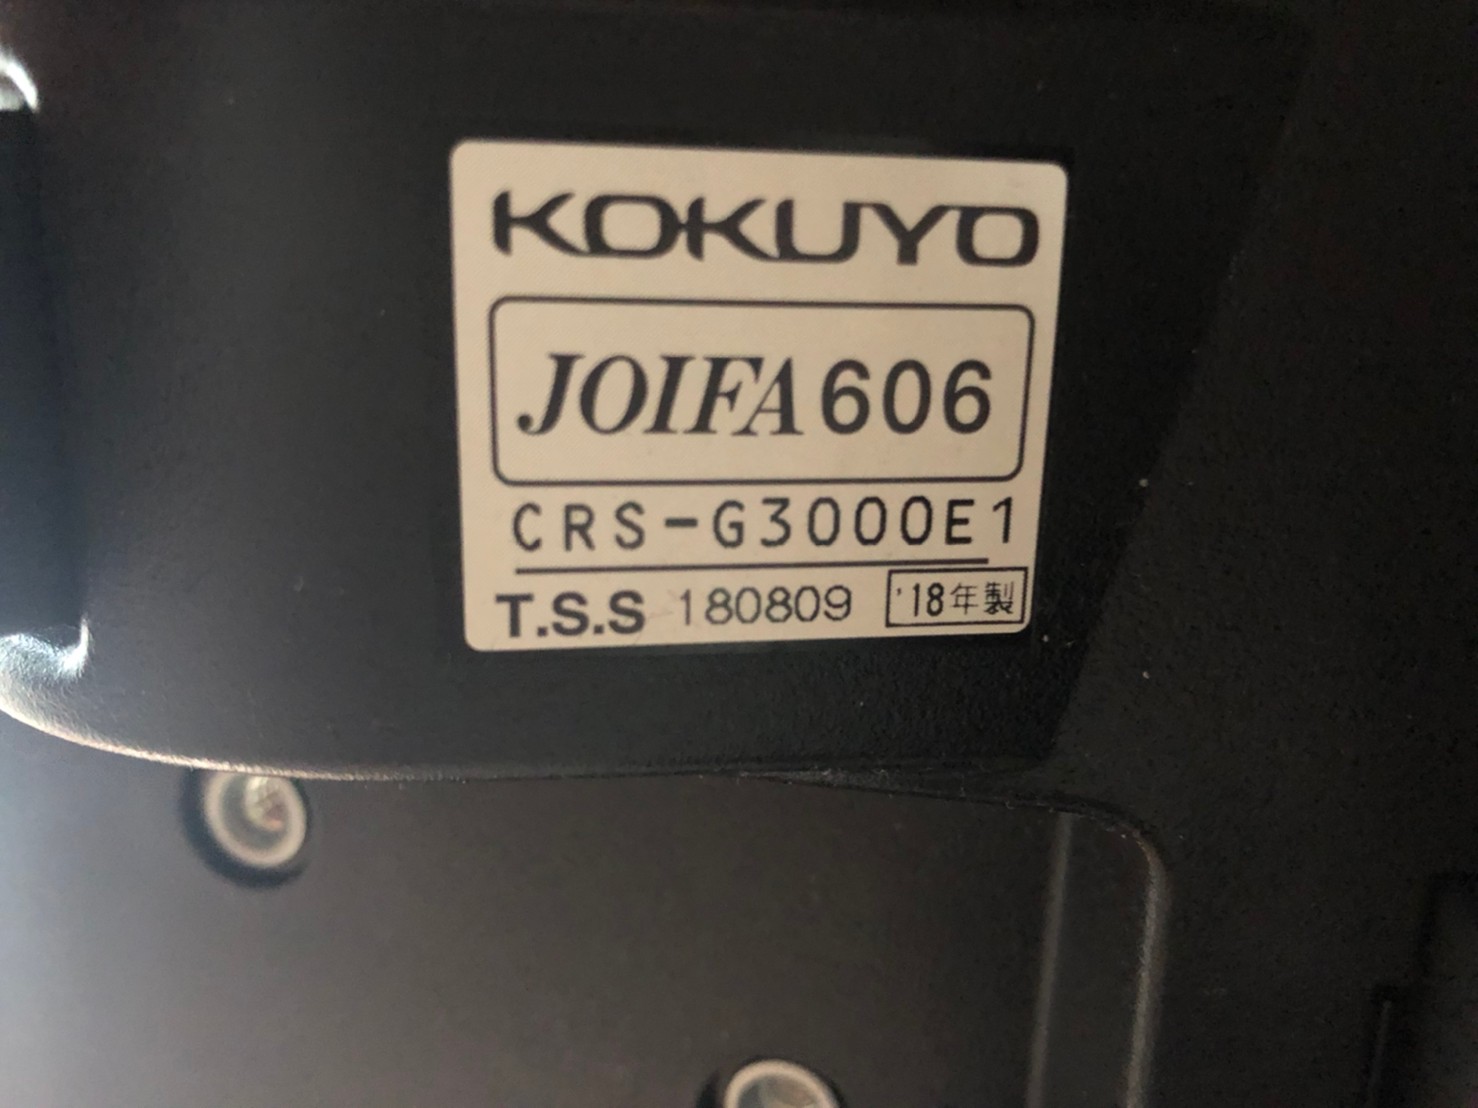 KOKUYO
JOIFA606
CRS-G3000E1
T.S.S 180809 '18年製